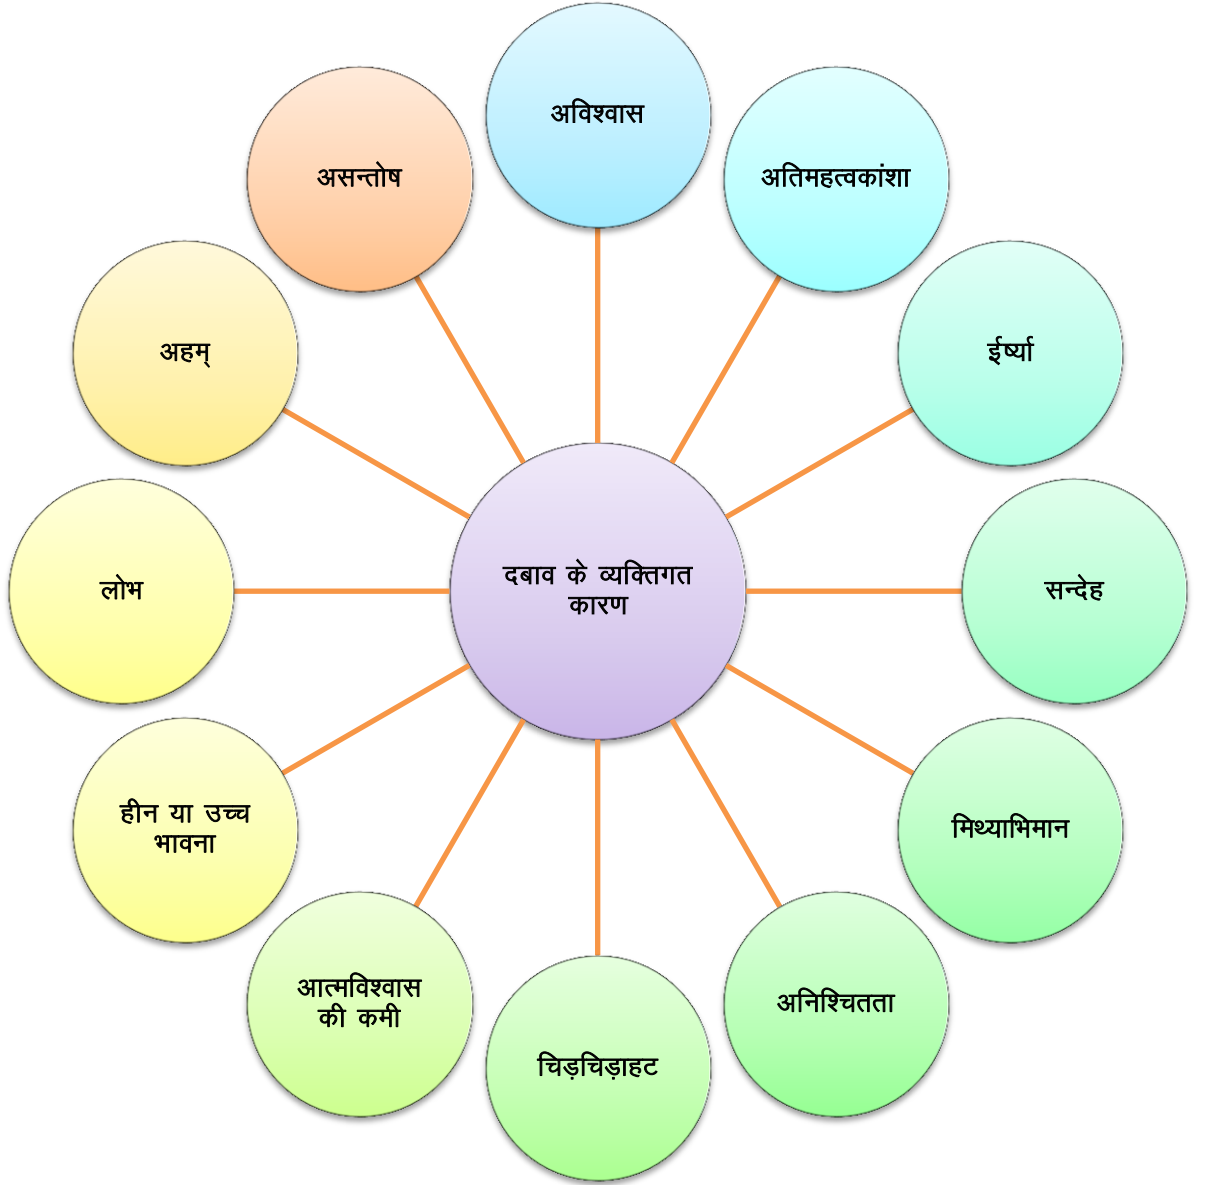 अविश्वास
अतिमहत्वकांशा
ईर्ष्या
सन्देह
मिथ्याभिमान
अनिश्चितता
चिड़चिड़ाहट
आत्मविश्वास
की कमी
हीन या उच्च
भावना
लोभ
अहम्
असन्तोष
दबाव के व्यक्तिगत
कारण